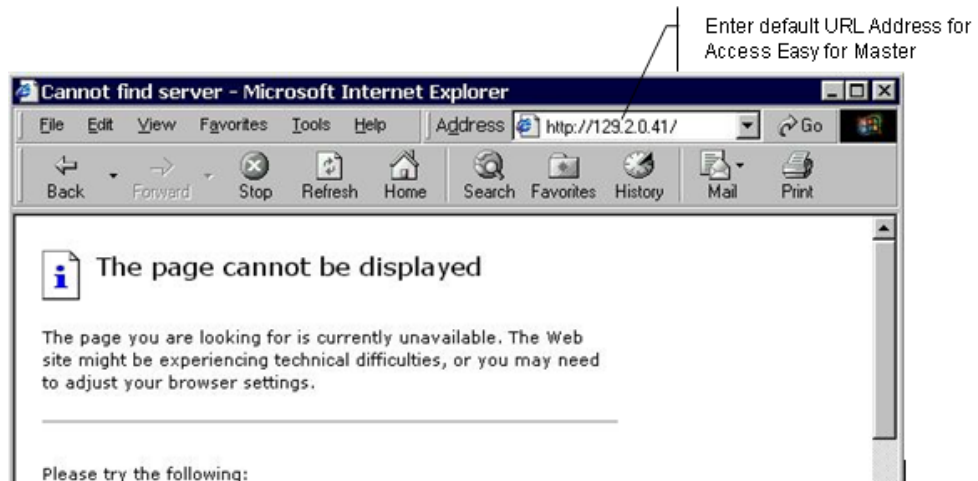 Enter default URL Address for
Access Easy for Master
Cannot find server - Microsoft Internet Explorer
File Edit View Favorites Tools Help Address http://129.2.0.41/ Go
Back Forward Stop Refresh Home Search Favorites History Mail Print
The page cannot be displayed
The page you are looking for is currently unavailable. The Web
site might be experiencing technical difficulties, or you may need
to adjust your browser settings.
Please try the following: